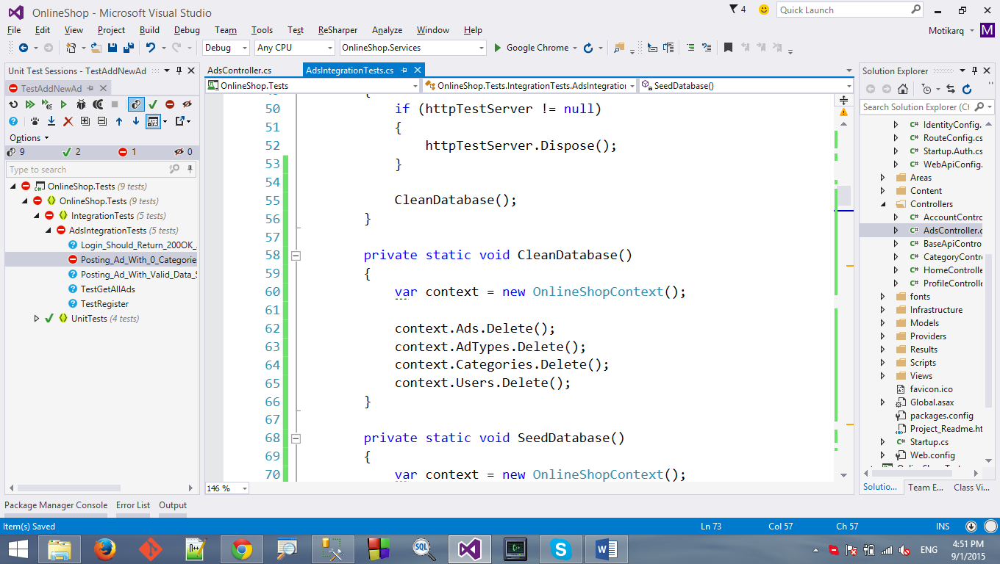 OnlineShop - Microsoft Visual Studio
4
Quick Launch
File Edit View Project Build Debug Team Tools Test ReSharper Analyze Window Help
Motikarq M
Debug Any CPU OnlineShop.Services Google Chrome
Unit Test Sessions - TestAddNewAd
TestAddNewAd
Options
9 2 1 0
Type to search
OnlineShop.Tests (9 tests)
OnlineShop.Tests (9 tests)
IntegrationTests (5 tests)
AdsIntegrationTests (5 tests)
Login_Should_Return_200OK_
Posting_Ad_With_0_Categorie
Posting_Ad_With_Valid_Data_S
TestGetAllAds
TestRegister
UnitTests (4 tests)
AdsController.cs AdsIntegrationTests.cs
OnlineShop.Tests OnlineShop.Tests.IntegrationTests.AdsIntegration SeedDatabase()
{
50 if (httpTestServer != null)
51 {
52 httpTestServer.Dispose();
53 }
54
55 CleanDatabase();
56 }
57
58 private static void CleanDatabase()
59 {
60 var context = new OnlineShopContext();
61
62 context.Ads.Delete();
63 context.AdTypes.Delete();
64 context.Categories.Delete();
65 context.Users.Delete();
66 }
67
68 private static void SeedDatabase()
69 {
70 var context = new OnlineShopContext();
146 %
Solution Explorer
Search Solution Explorer (Ct
C# IdentityConfig.
C# RouteConfig.cs
C# Startup.Auth.cs
C# WebApiConfig.
Areas
Content
Controllers
C# AccountContro
C# AdsController.c
C# BaseApiContro
C# CategoryContr
C# HomeControlle
C# ProfileControlle
fonts
Infrastructure
Models
Providers
Results
Scripts
Views
favicon.ico
Global.asax
packages.config
Project_Readme.ht
C# Startup.cs
Web.config
Solutio... Team E... Class Vi...
Package Manager Console Error List Output
Item(s) Saved Ln 73 Col 57 Ch 57 INS
SQL
ENG
4:51 PM
9/1/2015